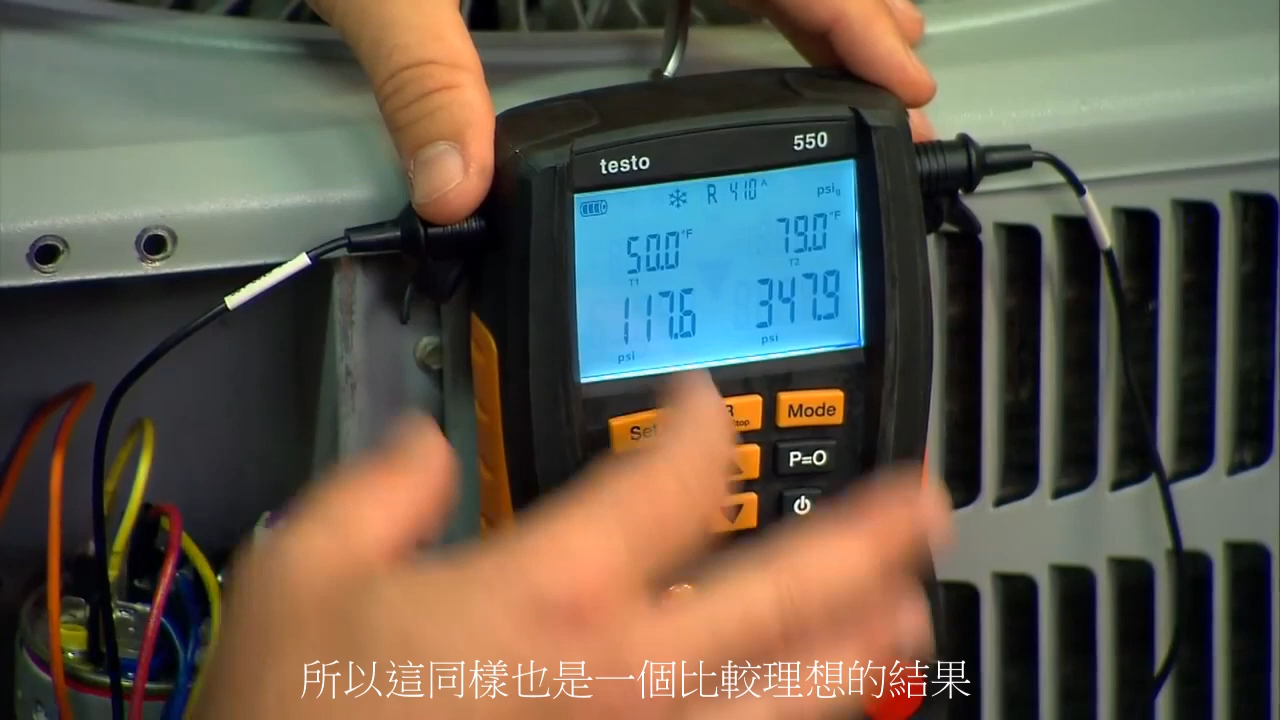 testo 550
R 410A psig
50.0°F 79.0°F
T1 T2
117.6 347.9
psi psi
Set Mode
P=O
所以這同樣也是一個比較理想的結果